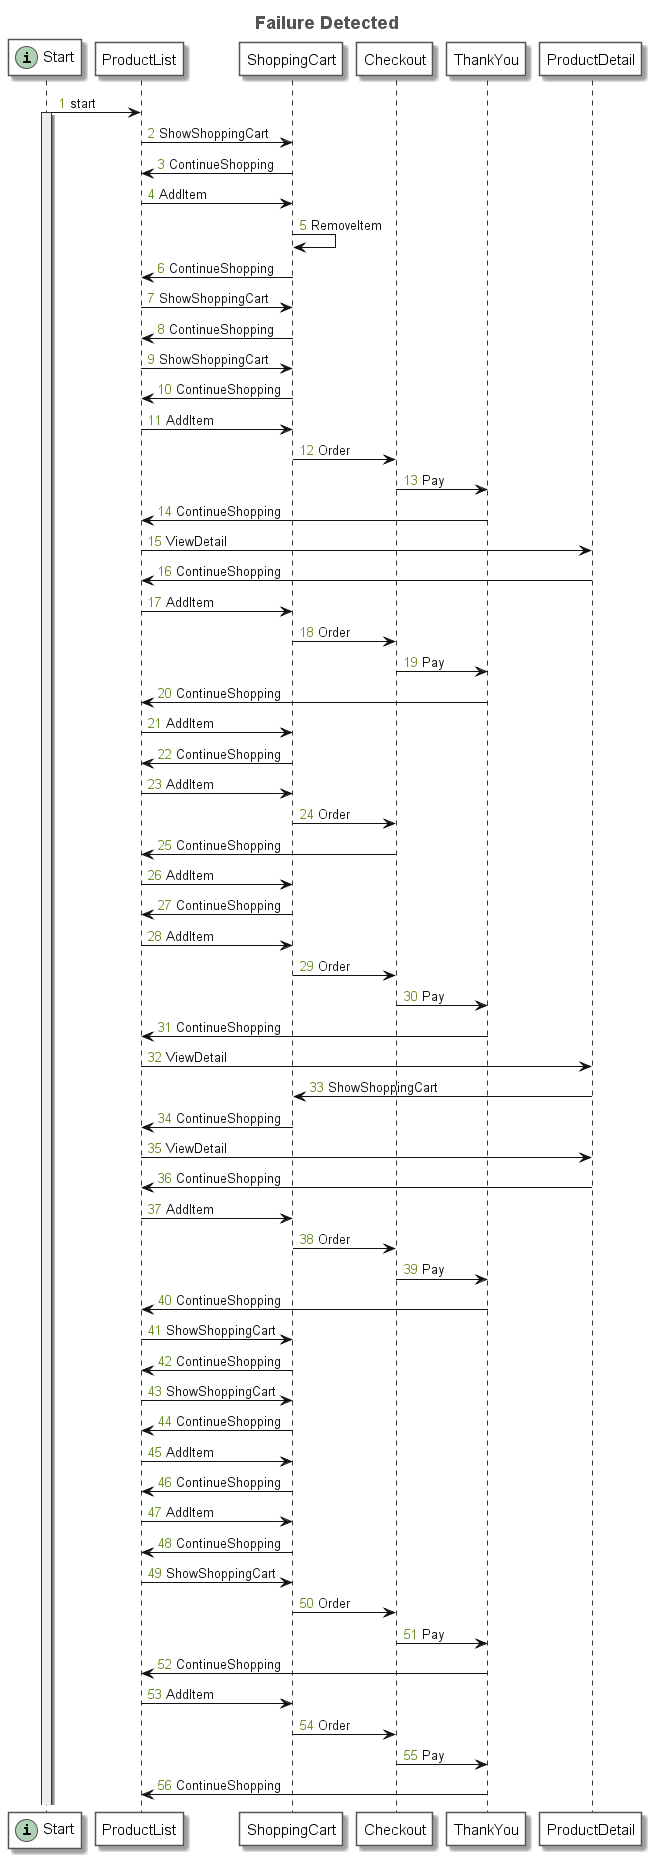 Failure Detected
i Start ProductList ShoppingCart Checkout ThankYou ProductDetail
1 start
2 ShowShoppingCart
3 ContinueShopping
4 AddItem
5 RemoveItem
6 ContinueShopping
7 ShowShoppingCart
8 ContinueShopping
9 ShowShoppingCart
10 ContinueShopping
11 AddItem
12 Order
13 Pay
14 ContinueShopping
15 ViewDetail
16 ContinueShopping
17 AddItem
18 Order
19 Pay
20 ContinueShopping
21 AddItem
22 ContinueShopping
23 AddItem
24 Order
25 ContinueShopping
26 AddItem
27 ContinueShopping
28 AddItem
29 Order
30 Pay
31 ContinueShopping
32 ViewDetail
33 ShowShoppingCart
34 ContinueShopping
35 ViewDetail
36 ContinueShopping
37 AddItem
38 Order
39 Pay
40 ContinueShopping
41 ShowShoppingCart
42 ContinueShopping
43 ShowShoppingCart
44 ContinueShopping
45 AddItem
46 ContinueShopping
47 AddItem
48 ContinueShopping
49 ShowShoppingCart
50 Order
51 Pay
52 ContinueShopping
53 AddItem
54 Order
55 Pay
56 ContinueShopping
i Start ProductList ShoppingCart Checkout ThankYou ProductDetail